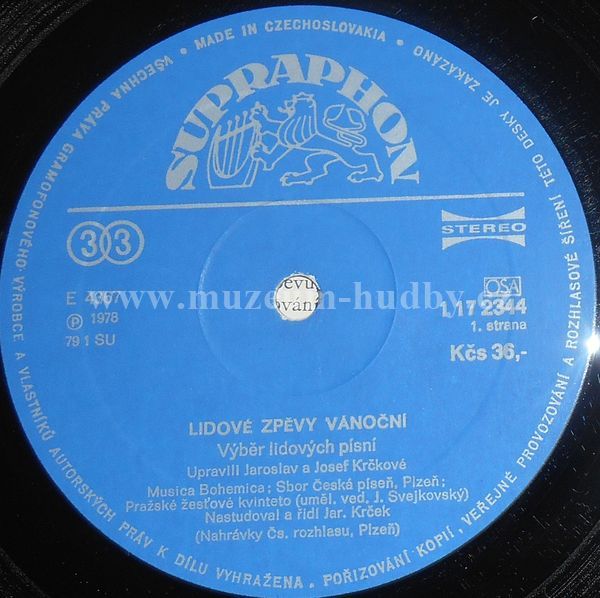 VŠECHNA PRÁVA GRAMOFONOVÉHO VÝROBCE A VLASTNÍKŮ AUTORSKÝCH PRÁV K DÍLU VYHRAŽENA. POŘIZOVÁNÍ KOPIÍ, VEŘEJNÉ PROVOZOVÁNÍ A ROZHLASOVÉ ŠÍŘENÍ TÉTO DESKY JE ZAKÁZÁNO
• MADE IN CZECHOSLOVAKIA •
SUPRAPHON
33
STEREO
E 4967
OSA
℗ 1978
1 17 2344
79 1 SU
1. strana
Kčs 36,-
evu
ování
www.muzeum-hudby.cz
LIDOVÉ ZPĚVY VÁNOČNÍ
Výběr lidových písní
Upravili Jaroslav a Josef Krčkové
Musica Bohemica; Sbor Česká píseň, Plzeň;
Pražské žesťové kvinteto (uměl. ved. J. Svejkovský)
Nastudoval a řídí Jar. Krček
(Nahrávky Čs. rozhlasu, Plzeň)